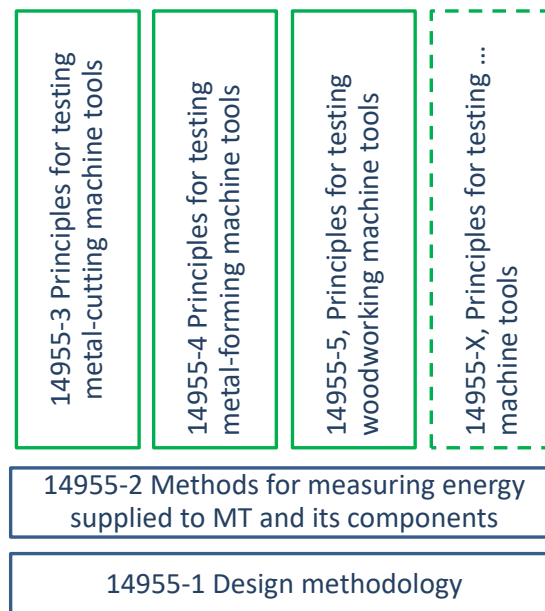 14955-3 Principles for testing
metal-cutting machine tools
14955-4 Principles for testing
metal-forming machine tools
14955-5, Principles for testing
woodworking machine tools
14955-X, Principles for testing ...
machine tools
14955-2 Methods for measuring energy
supplied to MT and its components
14955-1 Design methodology